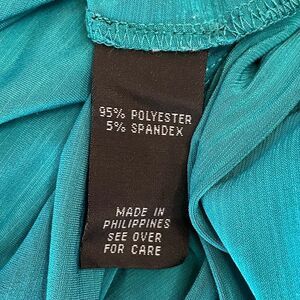 95% POLYESTER
5% SPANDEX
MADE IN
PHILIPPINES
SEE OVER
FOR CARE